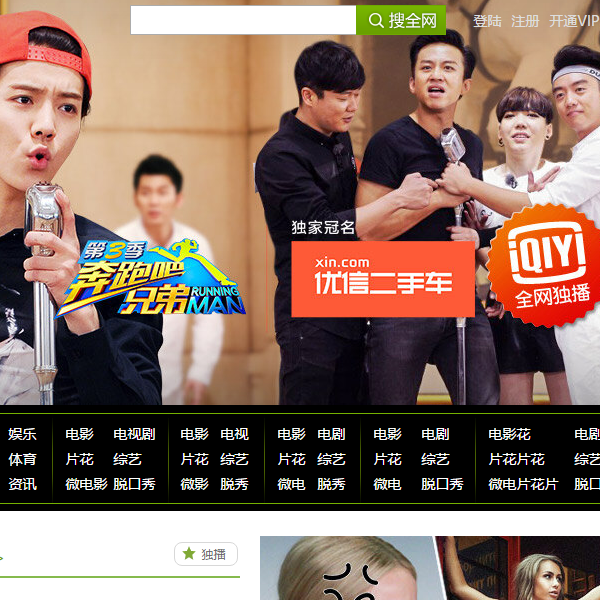 搜全网
登陆 注册 开通VIP
独家冠名
xin.com
优信二手车
第3季
奔跑吧
兄弟 RUNNING MAN
iQIYI
全网独播
娱乐 电影 电视剧 电影 电视 电影 电剧 电影 电剧 电影花 电剧
体育 片花 综艺 片花 综艺 片花 综艺 片花 综艺 片花片花 综艺
资讯 微电影 脱口秀 微影 脱秀 微电 脱秀 微电 脱口秀 微电片花片 脱口
独播